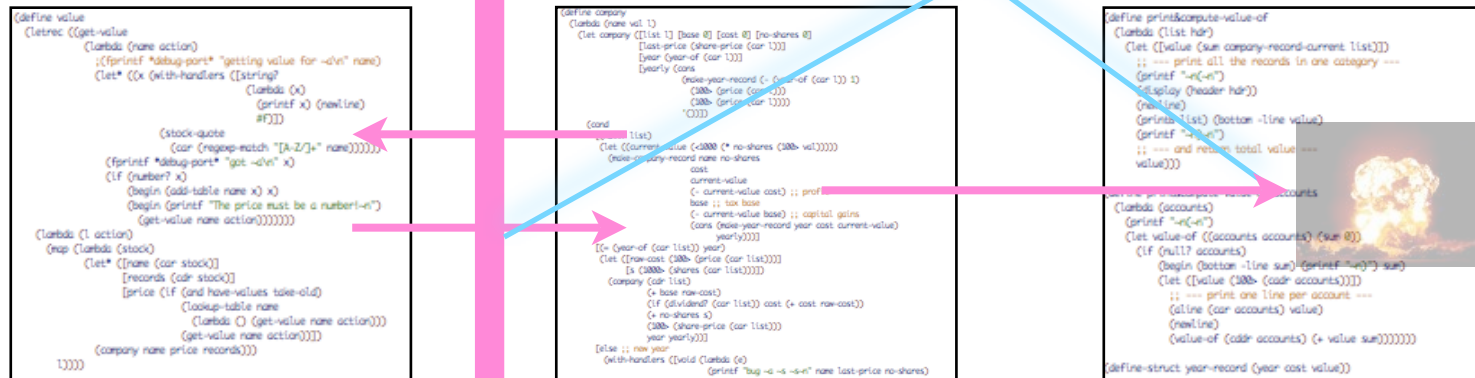 (define value
(letrec ((get-value
(lambda (name action)
;(fprintf *debug-port* "getting value for ~a\n" name)
(let* ((x (with-handlers ([string?
(lambda (x)
(printf x) (newline)
#f)])
(stock-quote
(car (regexp-match "[A-Z/]+" name))))))
(fprintf *debug-port* "got ~a\n" x)
(if (number? x)
(begin (add-table name x) x)
(begin (printf "The price must be a number!~n")
(get-value name action)))))))
(lambda (l action)
(map (lambda (stock)
(let* ([name (car stock)]
[records (cdr stock)]
[price (if (and have-values take-old)
(lookup-table name
(lambda () (get-value name action)))
(get-value name action))])
(company name price records)))
l))))
(define company
(lambda (name val l)
(let company ([list l] [base 0] [cost 0] [no-shares 0]
[last-price (share-price (car l))]
[year (year-of (car l))]
[yearly (cons
(make-year-record (- (year-of (car l)) 1)
(100> (price (car l)))
(100> (price (car l))))
'())])
(cond
list)
(let ((current-value (<1000 (* no-shares (100> val)))))
(make-company-record name no-shares
cost
current-value
(- current-value cost) ;;
base ;; tax base
(- current-value base) ;; capital gains
(cons (make-year-record year cost current-value)
yearly)))]
[(= (year-of (car list)) year)
(let ([raw-cost (100> (price (car list)))]
[s (1000> (shares (car list)))])
(company (cdr list)
(+ base raw-cost)
(if (dividend? (car list)) cost (+ cost raw-cost))
(+ no-shares s)
(100> (share-price (car list)))
year yearly))]
[else ;; new year
(with-handlers ([void (lambda (e)
(printf "bug ~a ~s ~s~n" name last-price no-shares)
(define print&compute-value-of
(lambda (list hdr)
(let ([value (sum company-record-current list)])
;; --- print all the records in one category ---
(printf "~n(~n")
(display (header hdr))
(newline)
(prints list) (bottom -line value)
(printf "~n)~n")
;; --- and return total value ---
value)))
accounts
(lambda (accounts)
(printf "~n(~n")
(let value-of ((accounts accounts) (sum 0))
(if (null? accounts)
(begin (bottom -line sum) (printf "~n)") sum)
(let ([value (100> (cadr accounts))])
;; --- print one line per account ---
(aline (car accounts) value)
(newline)
(value-of (cddr accounts) (+ value sum)))))))
(define-struct year-record (year cost value))